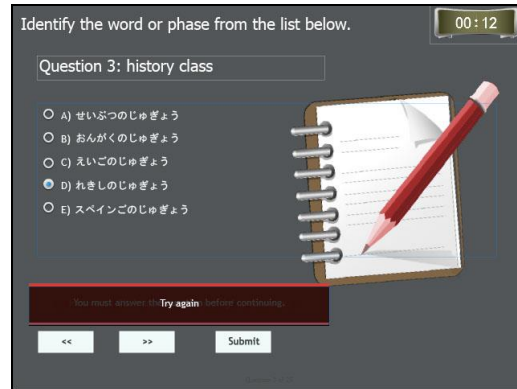 Identify the word or phase from the list below.
00:12
Question 3: history class
A) せいぶつのじゅぎょう
B) おんがくのじゅぎょう
C) えいごのじゅぎょう
D) れきしのじゅぎょう
E) スペインごのじゅぎょう
You must answer the before continuing.
Try again
<<
>>
Submit